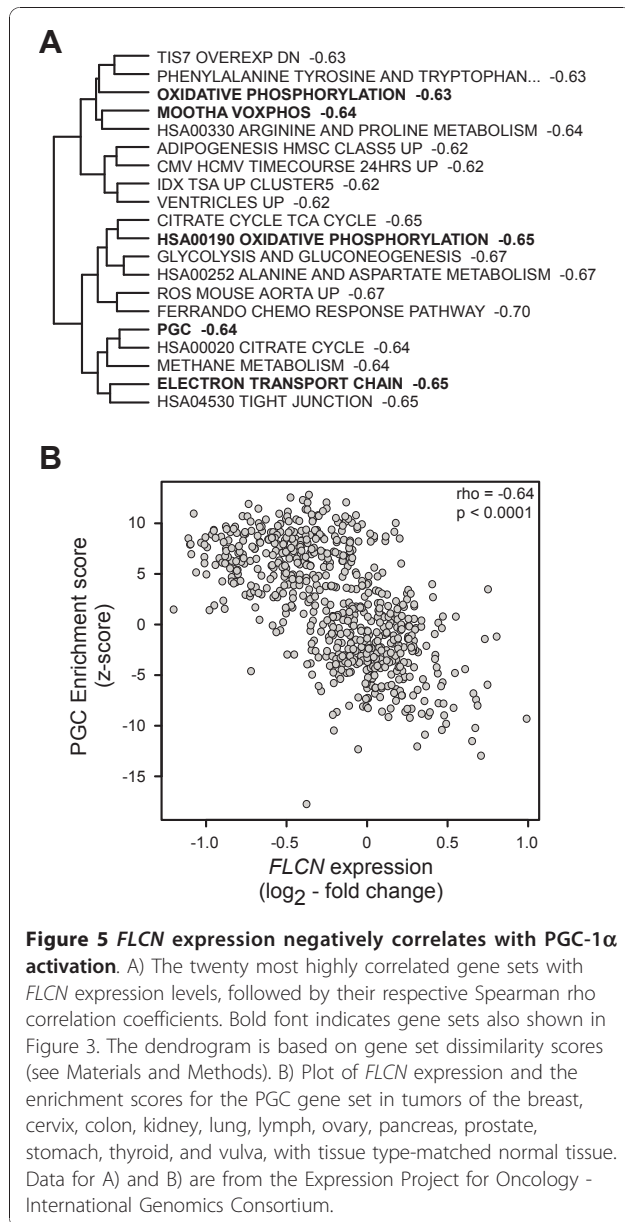 A
TIS7 OVEREXP DN -0.63
PHENYLALANINE TYROSINE AND TRYPTOPHAN... -0.63
OXIDATIVE PHOSPHORYLATION -0.63
MOOTHA VOXPHOS -0.64
HSA00330 ARGININE AND PROLINE METABOLISM -0.64
ADIPOGENESIS HMSC CLASS5 UP -0.62
CMV HCMV TIMECOURSE 24HRS UP -0.62
IDX TSA UP CLUSTER5 -0.62
VENTRICLES UP -0.62
CITRATE CYCLE TCA CYCLE -0.65
HSA00190 OXIDATIVE PHOSPHORYLATION -0.65
GLYCOLYSIS AND GLUCONEOGENESIS -0.67
HSA00252 ALANINE AND ASPARTATE METABOLISM -0.67
ROS MOUSE AORTA UP -0.67
FERRANDO CHEMO RESPONSE PATHWAY -0.70
PGC -0.64
HSA00020 CITRATE CYCLE -0.64
METHANE METABOLISM -0.64
ELECTRON TRANSPORT CHAIN -0.65
HSA04530 TIGHT JUNCTION -0.65
B
rho = -0.64
p < 0.0001
10
5
0
-5
-10
-15
PGC Enrichment score
(z-score)
-1.0 -0.5 0 0.5 1.0
FLCN expression
(log2 - fold change)
Figure 5 FLCN expression negatively correlates with PGC-1α
activation. A) The twenty most highly correlated gene sets with
FLCN expression levels, followed by their respective Spearman rho
correlation coefficients. Bold font indicates gene sets also shown in
Figure 3. The dendrogram is based on gene set dissimilarity scores
(see Materials and Methods). B) Plot of FLCN expression and the
enrichment scores for the PGC gene set in tumors of the breast,
cervix, colon, kidney, lung, lymph, ovary, pancreas, prostate,
stomach, thyroid, and vulva, with tissue type-matched normal tissue.
Data for A) and B) are from the Expression Project for Oncology -
International Genomics Consortium.